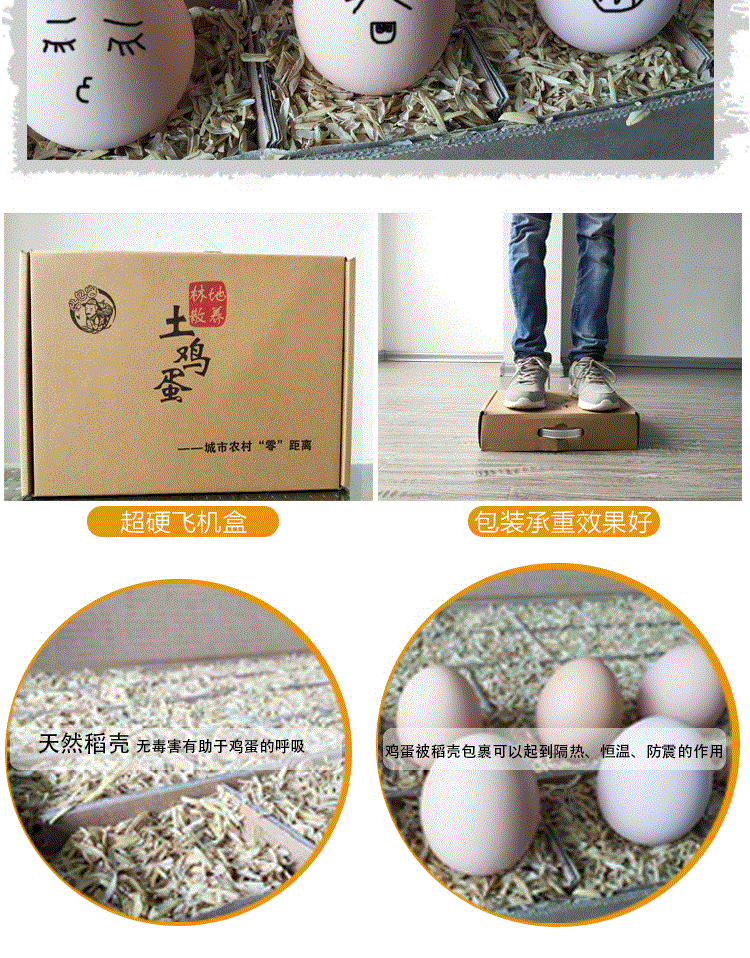 林地
散养
土鸡蛋
——城市农村“零”距离
超硬飞机盒
包装承重效果好
天然稻壳 无毒害有助于鸡蛋的呼吸
鸡蛋被稻壳包裹可以起到隔热、恒温、防震的作用